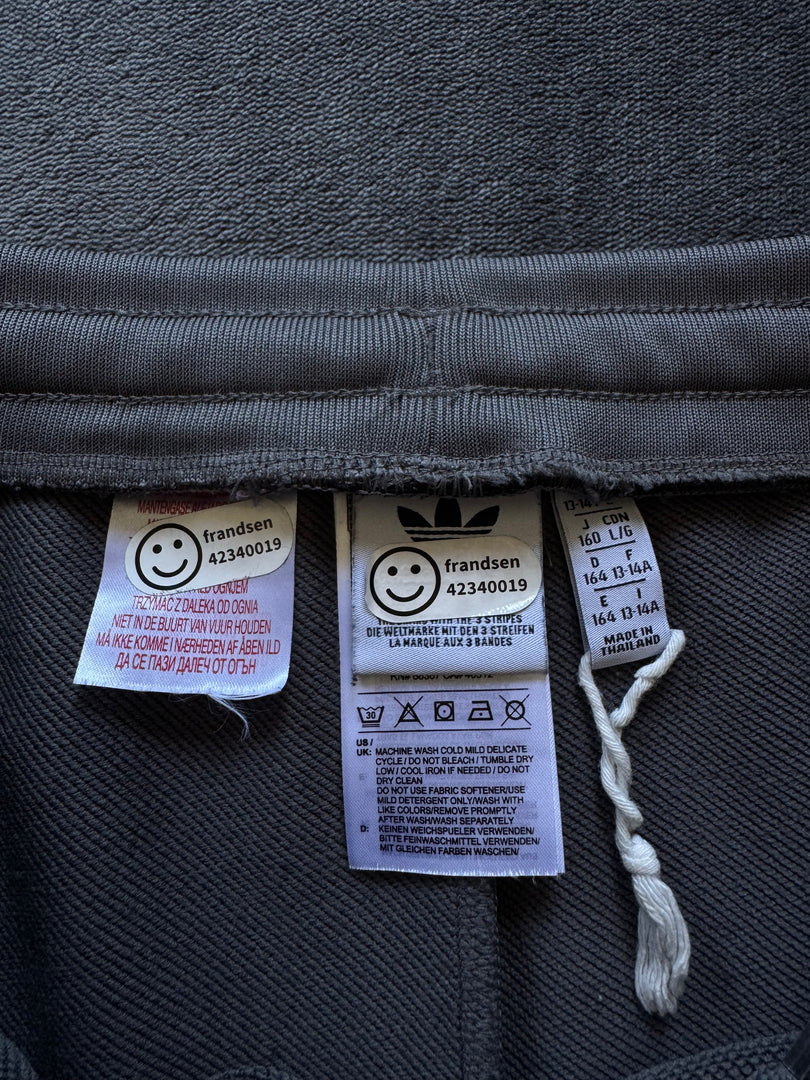 MANTENGASE
frandsen
42340019
TRZYMAĆ Z DALEKA OD OGNIA
NIET IN DE BUURT VAN VUUR HOUDEN
MÅ IKKE KOMME I NÆRHEDEN AF ÅBEN ILD
ДА СЕ ПАЗИ ДАЛЕЧ ОТ ОГЪН
frandsen
42340019
THE 3 STRIPES
DIE WELTMARKE MIT DEN 3 STREIFEN
LA MARQUE AUX 3 BANDES
30
US /
UK: MACHINE WASH COLD MILD DELICATE
CYCLE / DO NOT BLEACH / TUMBLE DRY
LOW / COOL IRON IF NEEDED / DO NOT
DRY CLEAN
DO NOT USE FABRIC SOFTENER/USE
MILD DETERGENT ONLY/WASH WITH
LIKE COLORS/REMOVE PROMPTLY
AFTER WASH/WASH SEPARATELY
D: KEINEN WEICHSPUELER VERWENDEN/
BITTE FEINWASCHMITTEL VERWENDEN/
MIT GLEICHEN FARBEN WASCHEN/
J CDN
160 L/G
D F
164 13-14A
E I
164 13-14A
MADE IN
THAILAND